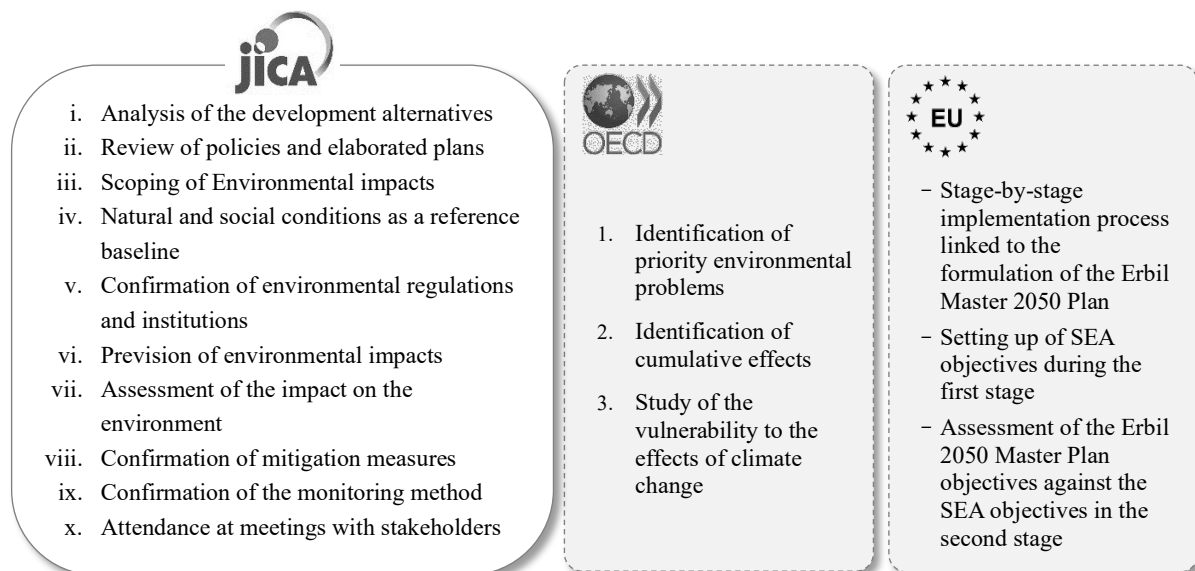 JICA
i. Analysis of the development alternatives
ii. Review of policies and elaborated plans
iii. Scoping of Environmental impacts
iv. Natural and social conditions as a reference
baseline
v. Confirmation of environmental regulations
and institutions
vi. Prevision of environmental impacts
vii. Assessment of the impact on the
environment
viii. Confirmation of mitigation measures
ix. Confirmation of the monitoring method
x. Attendance at meetings with stakeholders
OECD
1. Identification of
priority environmental
problems
2. Identification of
cumulative effects
3. Study of the
vulnerability to the
effects of climate
change
EU
- Stage-by-stage
implementation process
linked to the
formulation of the Erbil
Master 2050 Plan
- Setting up of SEA
objectives during the
first stage
- Assessment of the Erbil
2050 Master Plan
objectives against the
SEA objectives in the
second stage